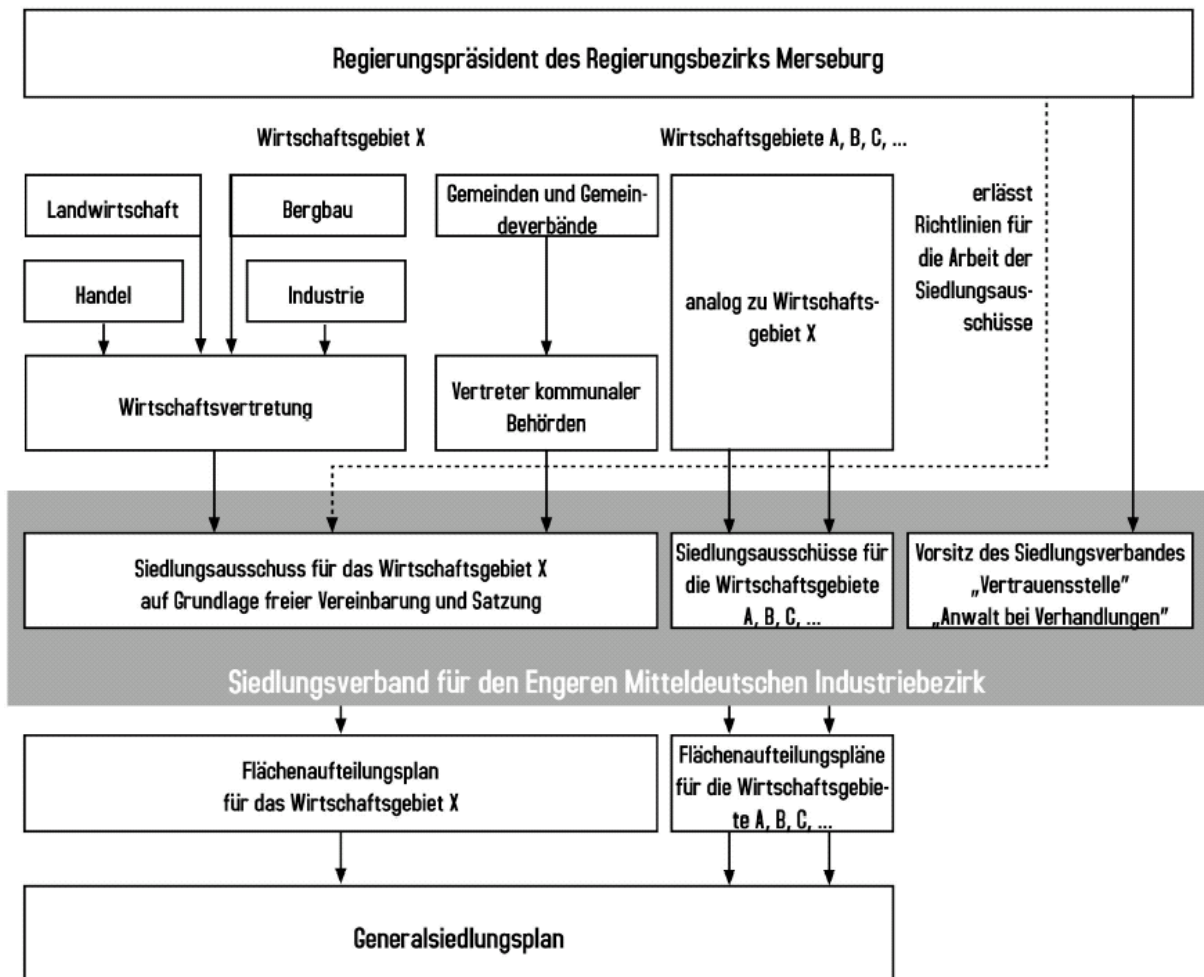 Regierungspräsident des Regierungsbezirks Merseburg
Wirtschaftsgebiet X
Wirtschaftsgebiete A, B, C, ...
Landwirtschaft
Bergbau
Handel
Industrie
Gemeinden und Gemein-
deverbände
analog zu Wirtschafts-
gebiet X
erlässt
Richtlinien für
die Arbeit der
Siedlungsaus-
schüsse
Wirtschaftsvertretung
Vertreter kommunaler
Behörden
Siedlungsausschuss für das Wirtschaftsgebiet X
auf Grundlage freier Vereinbarung und Satzung
Siedlungsausschüsse für
die Wirtschaftsgebiete
A, B, C, ...
Vorsitz des Siedlungsverbandes
„Vertrauensstelle”
„Anwalt bei Verhandlungen”
Siedlungsverband für den Engeren Mitteldeutschen Industriebezirk
Flächenaufteilungsplan
für das Wirtschaftsgebiet X
Flächenaufteilungspläne
für die Wirtschaftsgebie-
te A, B, C, ...
Generalsiedlungsplan